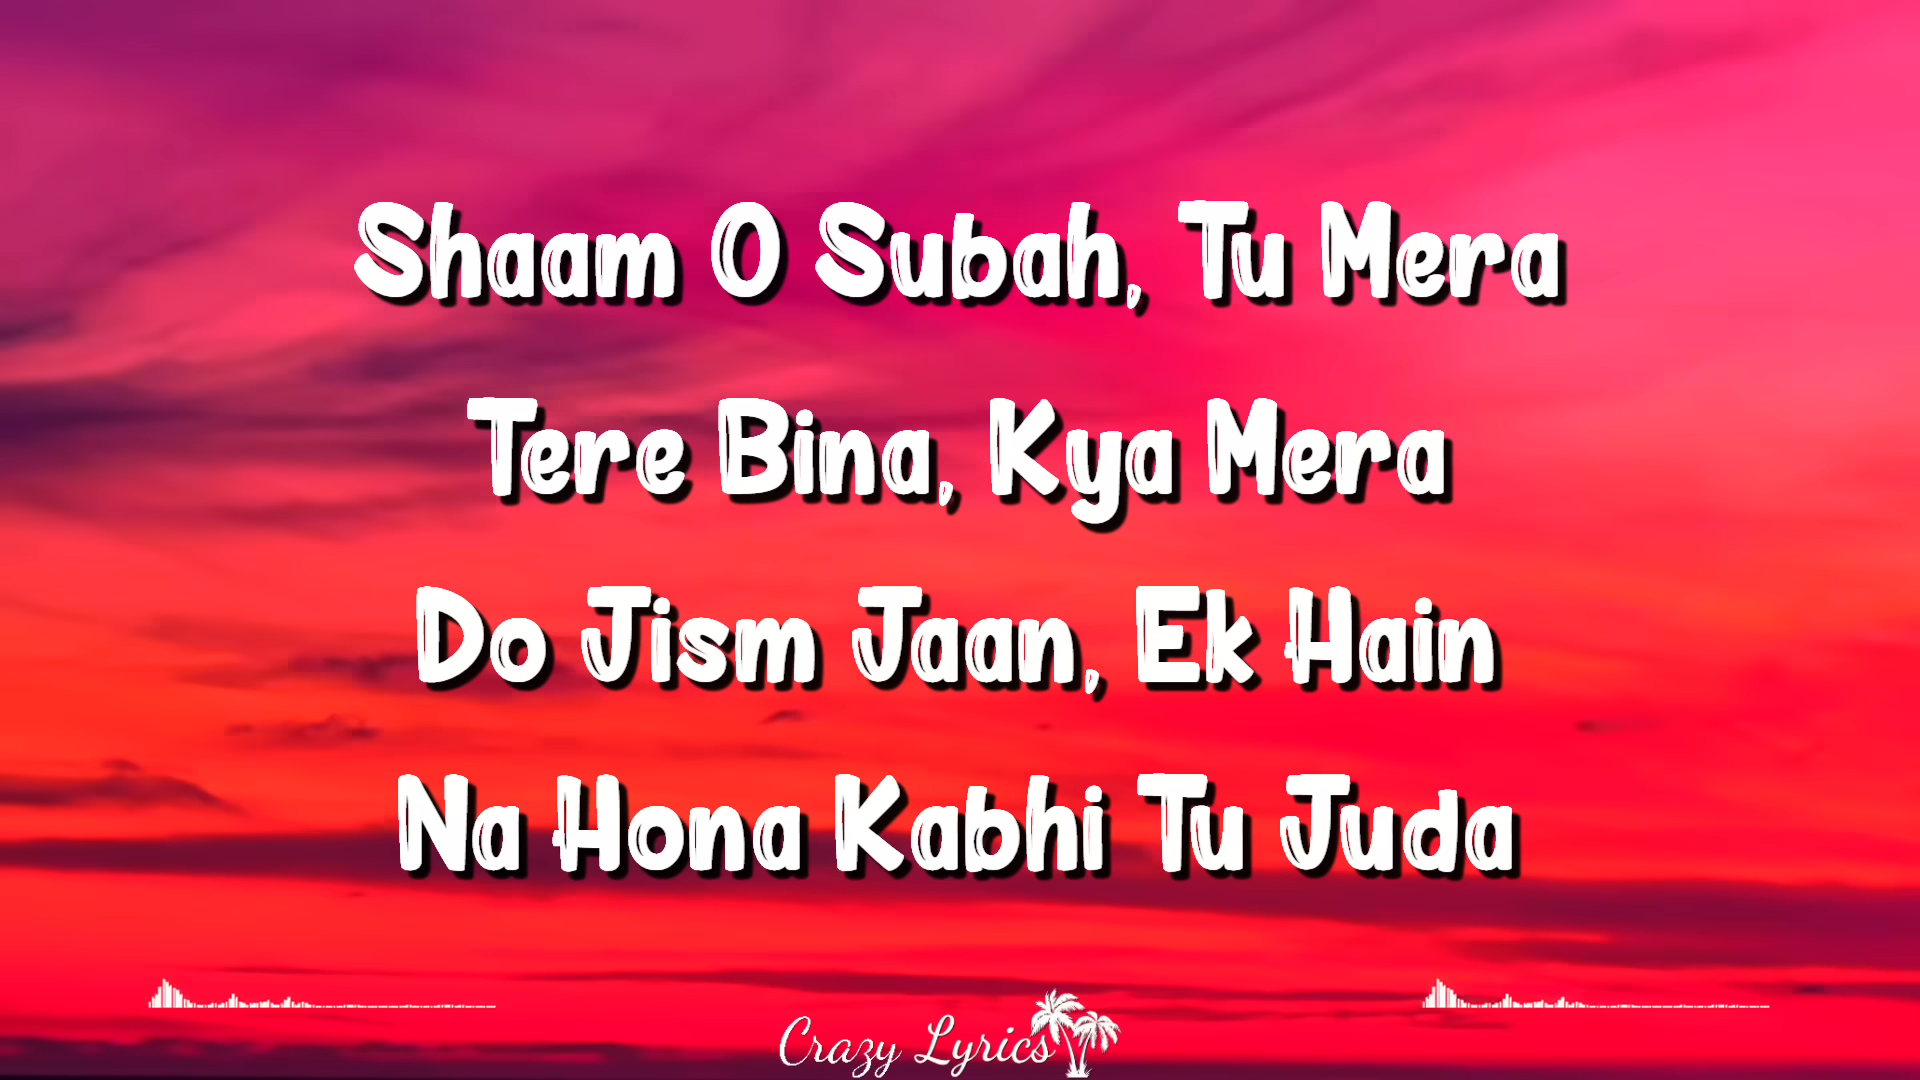 Shaam O Subah, Tu Mera
Tere Bina, Kya Mera
Do Jism Jaan, Ek Hain
Na Hona Kabhi Tu Juda
Crazy Lyrics